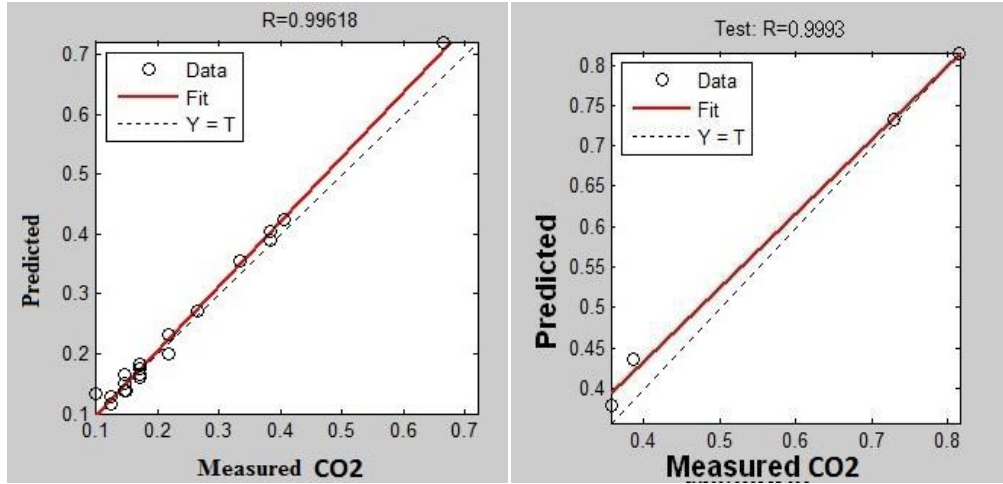 R=0.99618
0.7
0.6
0.5
0.4
0.3
0.2
0.1
Data
Fit
Y = T
Predicted
0.1 0.2 0.3 0.4 0.5 0.6 0.7
Measured CO2
Test: R=0.9993
0.8
0.75
0.7
0.65
0.6
0.55
0.5
0.45
0.4
Data
Fit
Y = T
Predicted
0.4 0.5 0.6 0.7 0.8
Measured CO2